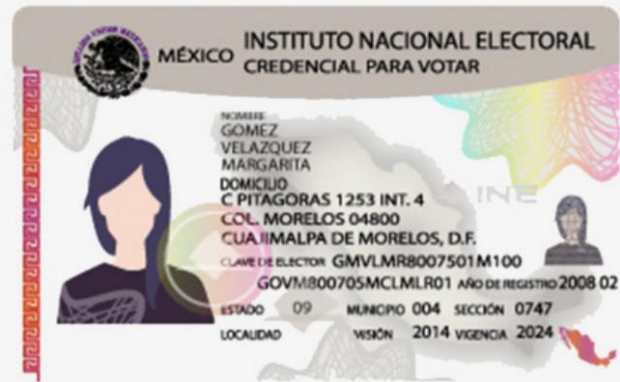 MÉXICO INSTITUTO NACIONAL ELECTORAL
CREDENCIAL PARA VOTAR
NOMBRE
GOMEZ
VELAZQUEZ
MARGARITA
DOMICILIO
C PITAGORAS 1253 INT. 4
COL. MORELOS 04800
CUAJIMALPA DE MORELOS, D.F.
CLAVE DE ELECTOR GMVLMR8007501M100
GOVM800705MCLMLR01 AÑO DE REGISTRO 2008 02
ESTADO 09 MUNICIPIO 004 SECCIÓN 0747
LOCALIDAD 2014 VIGENCIA 2024
INE